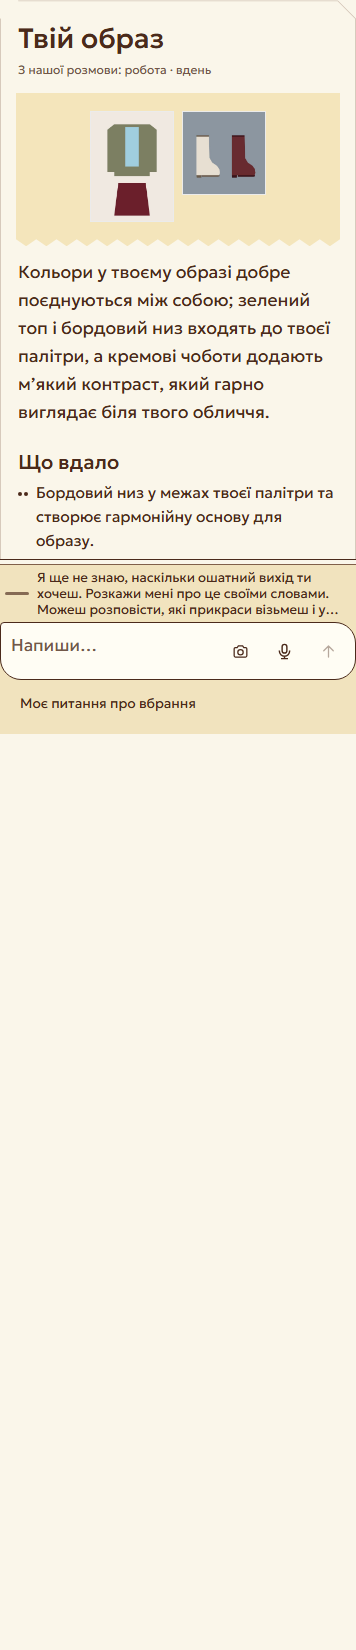 Твій образ
З нашої розмови: робота · вдень
Кольори у твоєму образі добре
поєднуються між собою; зелений
топ і бордовий низ входять до твоєї
палітри, а кремові чоботи додають
м’який контраст, який гарно
виглядає біля твого обличчя.
Що вдало
•• Бордовий низ у межах твоєї палітри та
створює гармонійну основу для
образу.
Я ще не знаю, наскільки ошатний вихід ти
хочеш. Розкажи мені про це своїми словами.
Можеш розповісти, які прикраси візьмеш і у…
Напиши…
Моє питання про вбрання